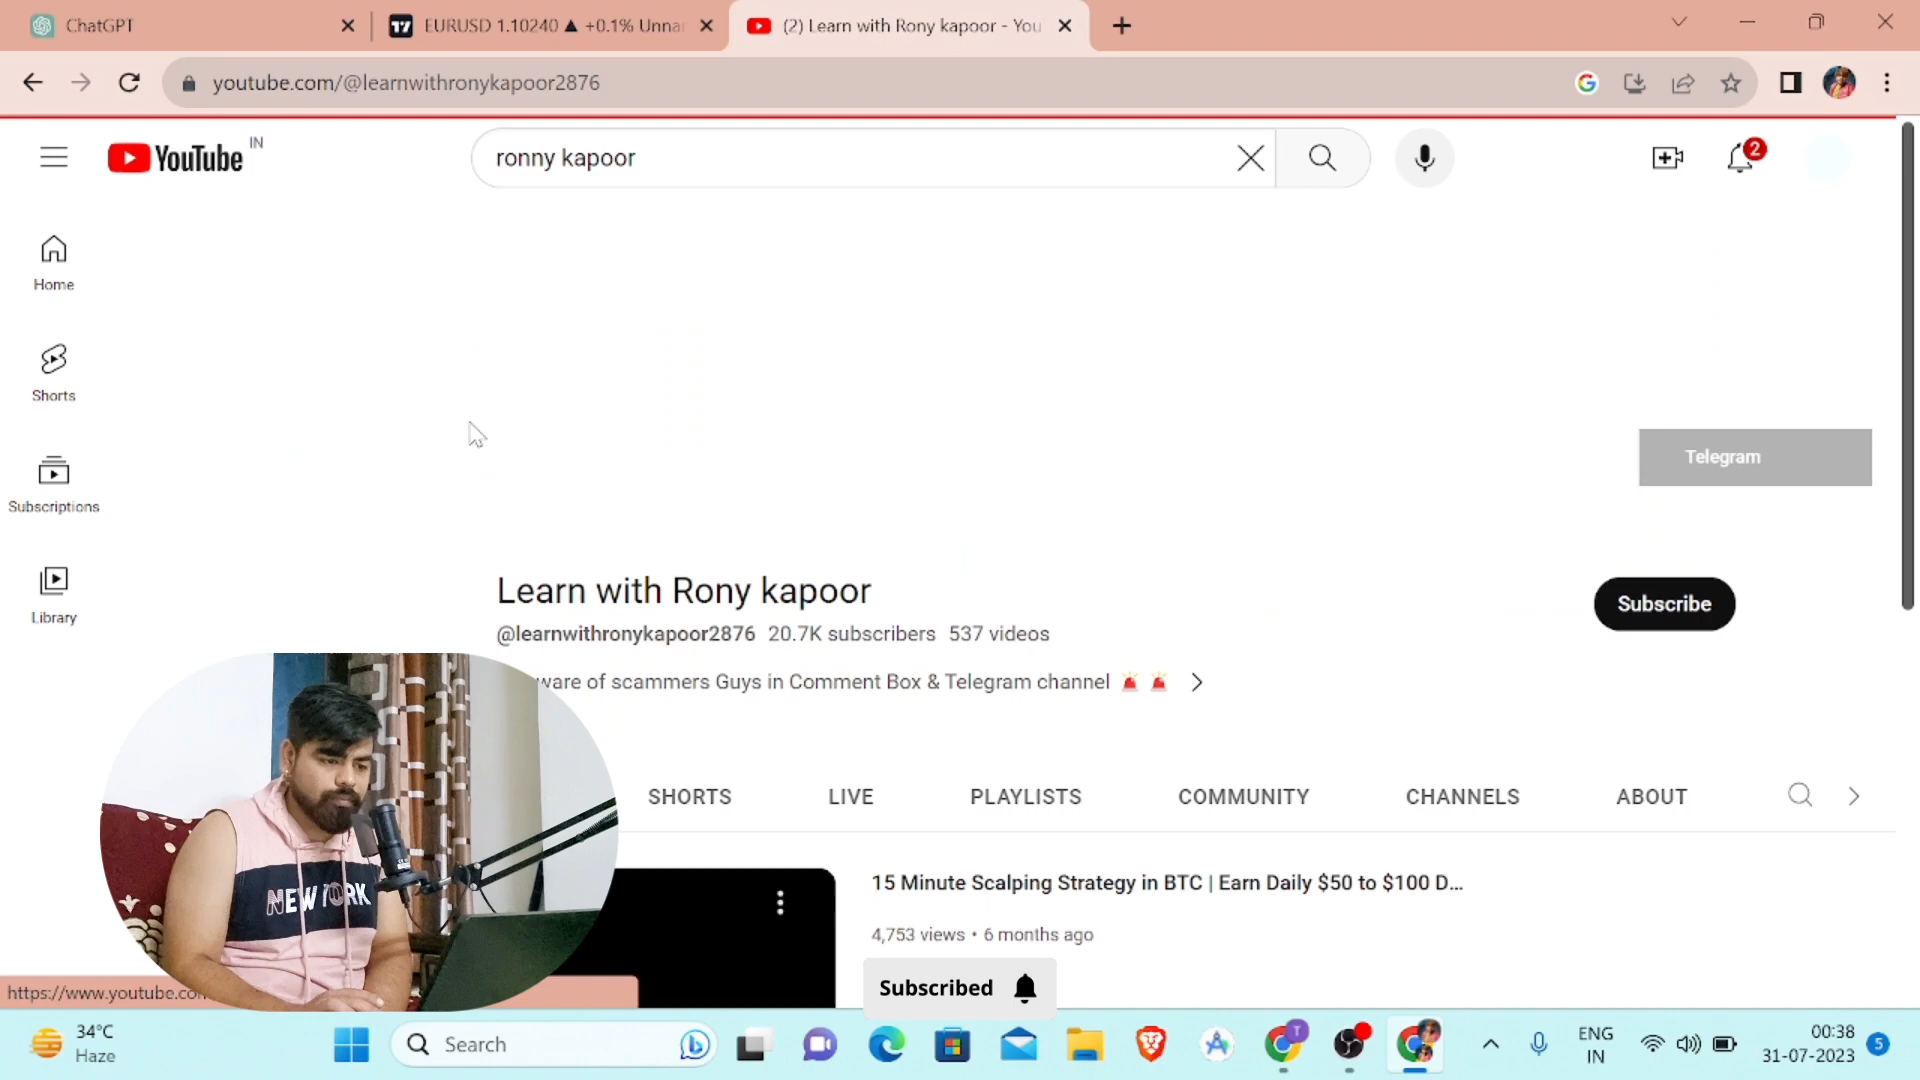 ChatGPT
EURUSD 1.10240 ▲ +0.1% Unnar
(2) Learn with Rony kapoor - You
youtube.com/@learnwithronykapoor2876
YouTube IN
ronny kapoor
2
Home
Shorts
Subscriptions
Library
Telegram
Learn with Rony kapoor
Subscribe
@learnwithronykapoor2876 20.7K subscribers 537 videos
ware of scammers Guys in Comment Box & Telegram channel 🚨 🚨
SHORTS LIVE PLAYLISTS COMMUNITY CHANNELS ABOUT
NEW YORK
15 Minute Scalping Strategy in BTC | Earn Daily $50 to $100 D...
4,753 views • 6 months ago
Subscribed
https://www.youtube.com
34°C
Haze
Search
T
ENG
IN
00:38
31-07-2023
5